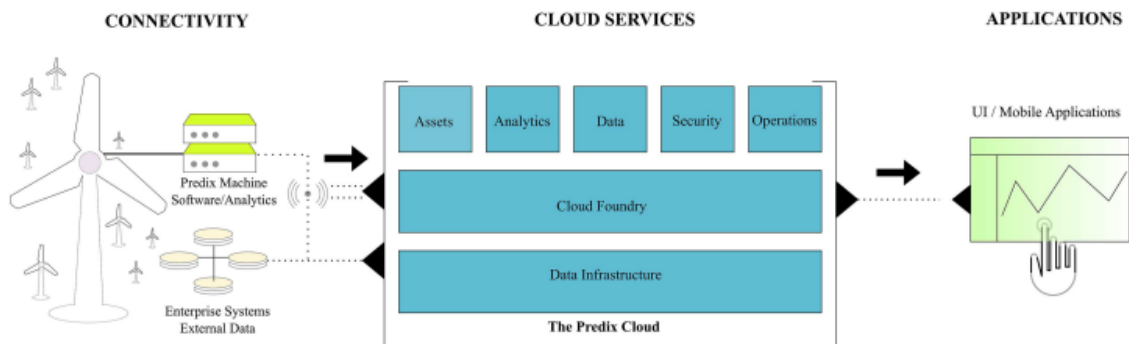 CONNECTIVITY
CLOUD SERVICES
APPLICATIONS
Assets
Analytics
Data
Security
Operations
UI / Mobile Applications
Predix Machine
Software/Analytics
Cloud Foundry
Data Infrastructure
Enterprise Systems
External Data
The Predix Cloud